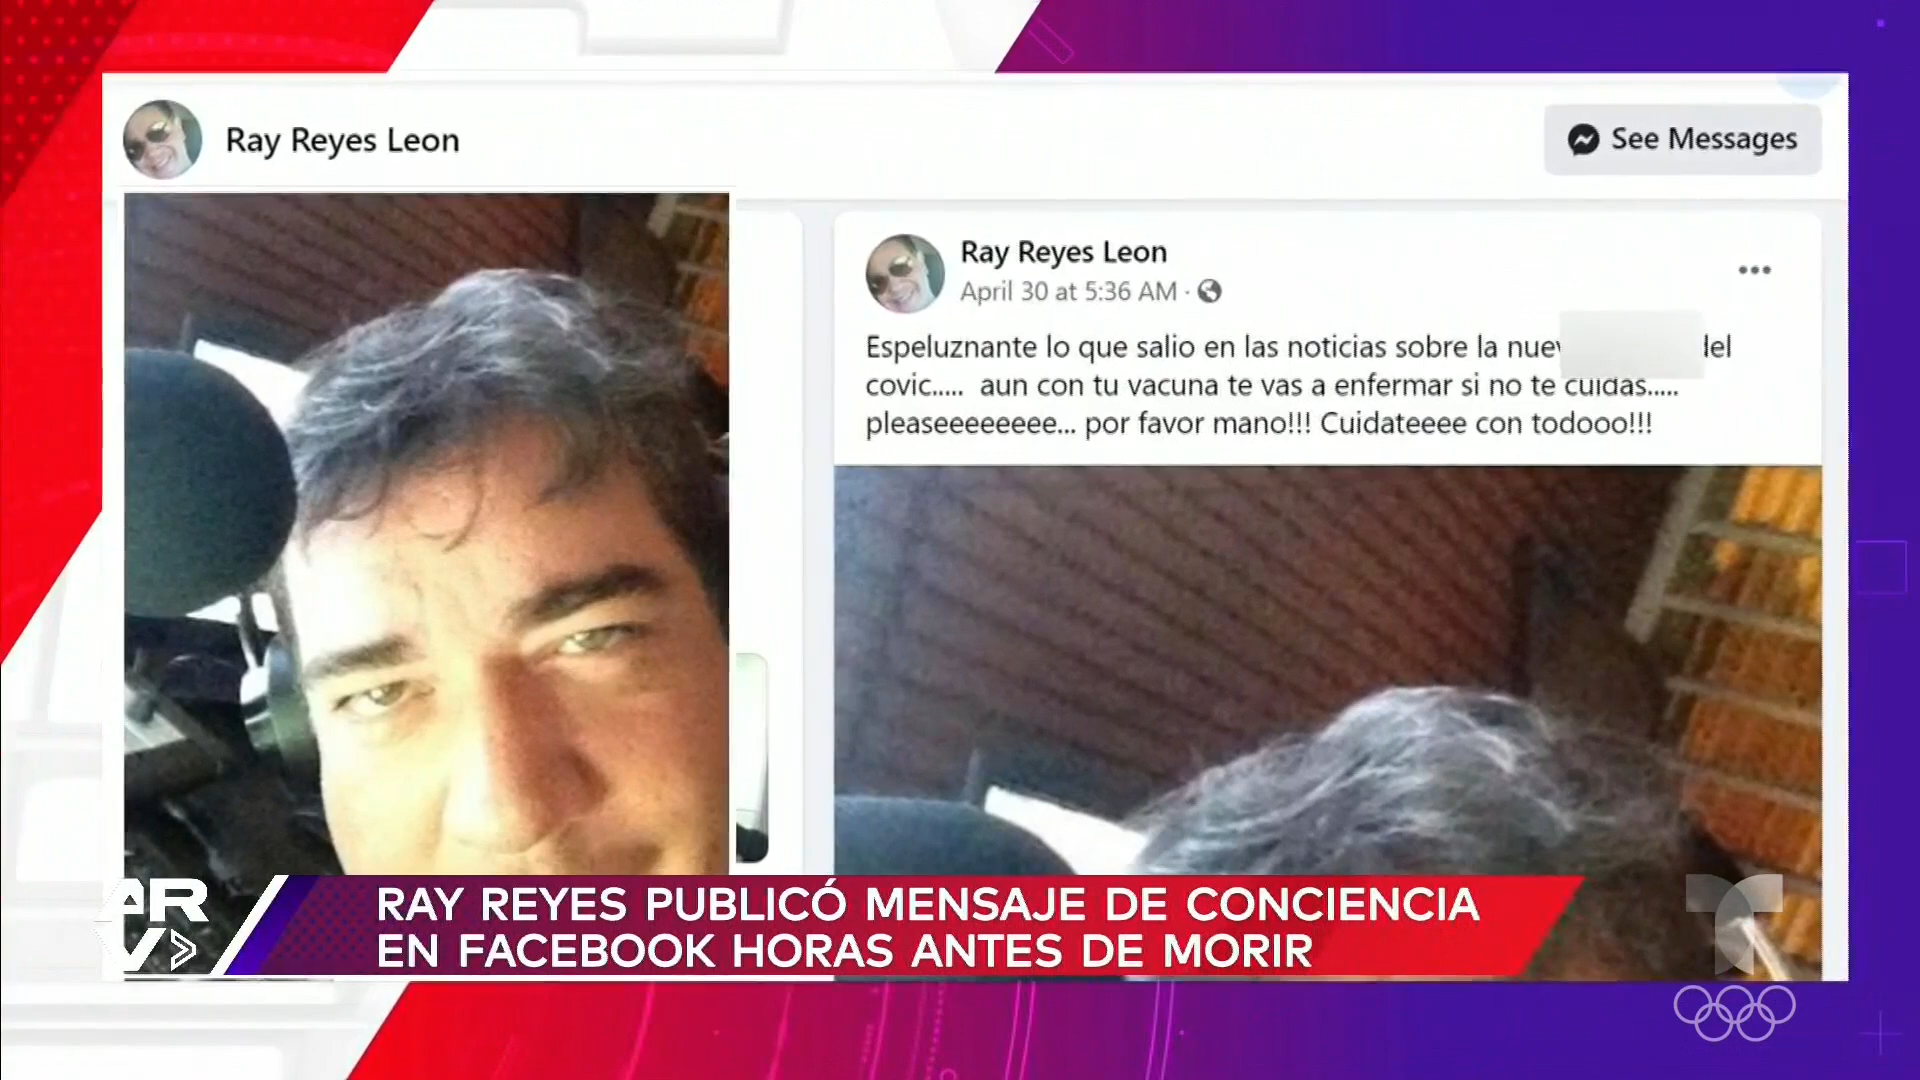 Ray Reyes Leon
See Messages
Ray Reyes Leon
April 30 at 5:36 AM ·
Espeluznante lo que salio en las noticias sobre la
covic..... aun con tu vacuna te vas a enfermar si no te cuidas.....
pleaseeeeeeee... por favor mano!!! Cuidateeee con todooo!!!
RAY REYES PUBLICÓ MENSAJE DE CONCIENCIA
EN FACEBOOK HORAS ANTES DE MORIR
AR
V